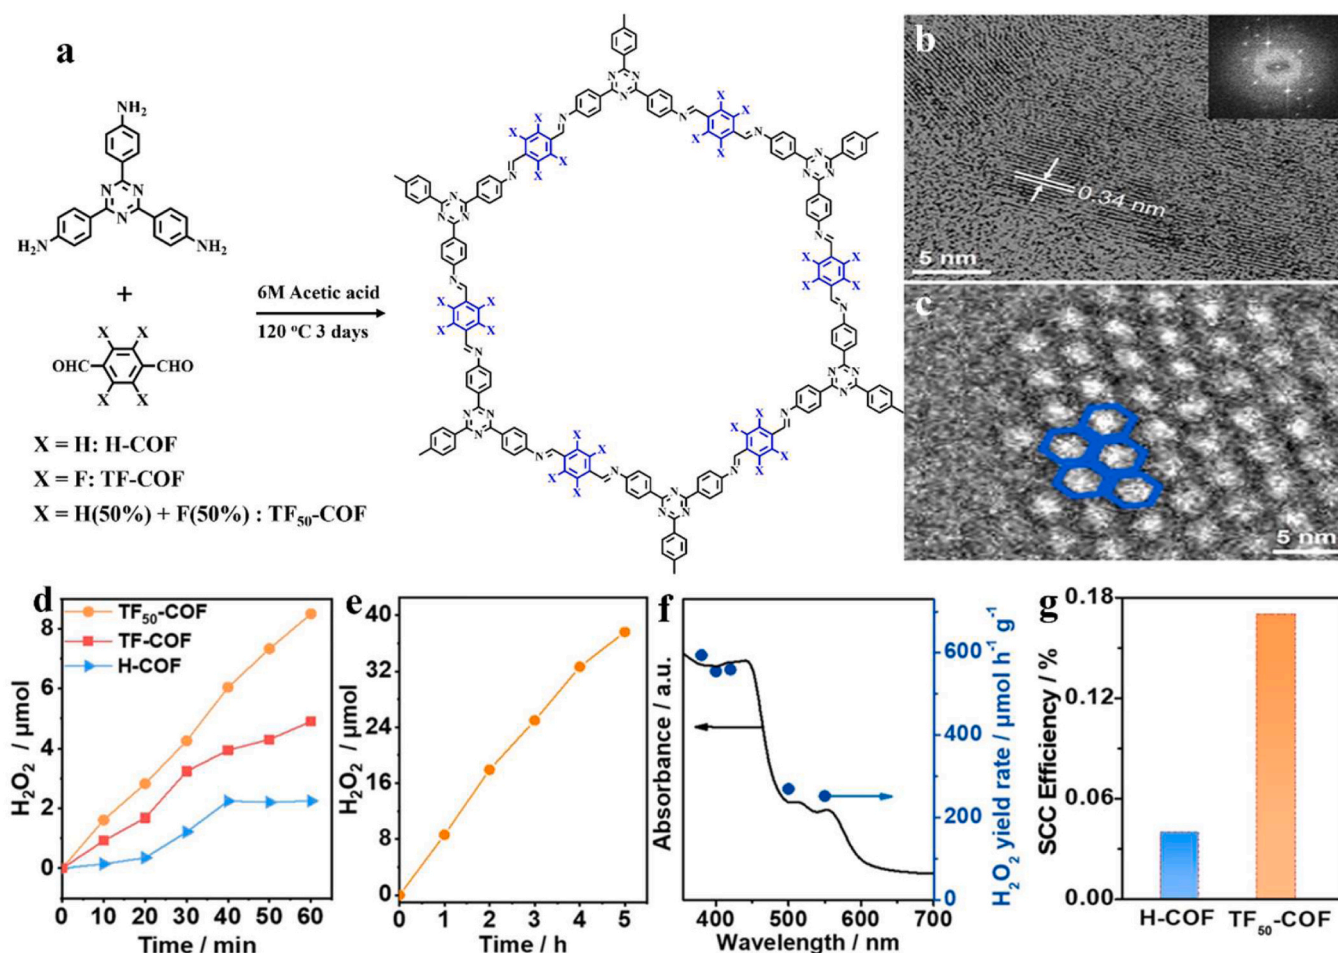 a
NH₂
N
N
N
H₂N
NH₂
+
X
X
OHC
CHO
X
X
6M Acetic acid
120 °C 3 days
X = H: H-COF
X = F: TF-COF
X = H(50%) + F(50%) : TF₅₀-COF
b
0.34 nm
5 nm
c
5 nm
d
TF₅₀-COF
TF-COF
H-COF
H₂O₂ / μmol
8
6
4
2
0
0 10 20 30 40 50 60
Time / min
e
H₂O₂ / μmol
40
32
24
16
8
0
0 1 2 3 4 5
Time / h
f
Absorbance / a.u.
400 500 600 700
Wavelength / nm
600
400
200
0
H₂O₂ yield rate / μmol h⁻¹ g⁻¹
g
SCC Efficiency / %
0.18
0.12
0.06
0.00
H-COF TF₅₀-COF